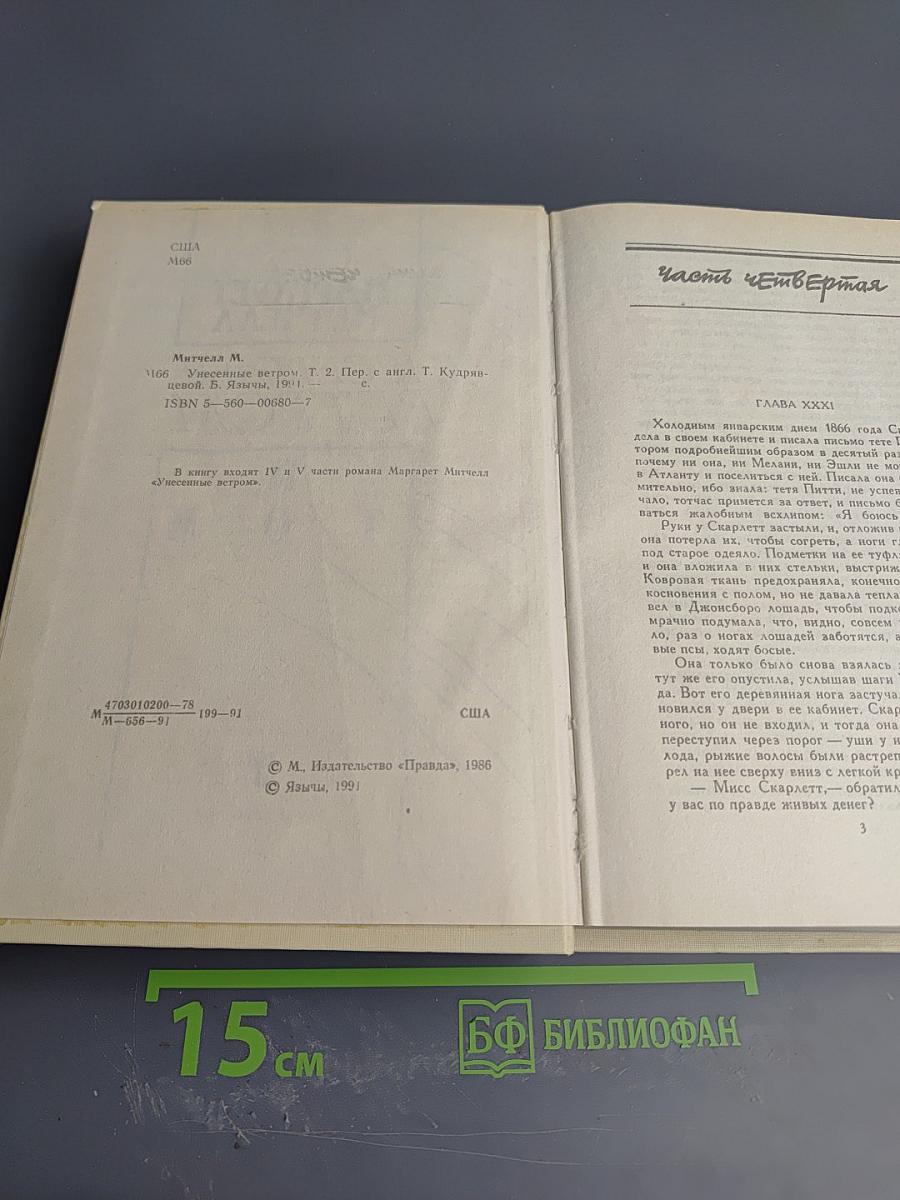 США
М66
Митчелл М.
М66 Унесенные ветром. Т. 2. Пер. с англ. Т. Кудряв-
цевой. Б. Язычы, 1991. — с.
ISBN 5—560—00680—7
В книгу входят IV и V части романа Маргарет Митчелл
«Унесенные ветром».
М 4703010200—78
М—656—91
199—91
США
© М., Издательство «Правда», 1986
© Язычы, 1991
часть четвертая
ГЛАВА XXXI
Холодным январским днем 1866 года С
дела в своем кабинете и писала письмо тете
тором подробнейшим образом в десятый раз
почему ни она, ни Мелани, ни Эшли не мо
в Атланту и поселиться с ней. Писала она
мительно, ибо знала: тетя Питти, не успев
чало, тотчас примется за ответ, и письмо б
ваться жалобным всхлипом: «Я боюсь
Руки у Скарлетт застыли, и, отложив
она потерла их, чтобы согреть, а ноги г
под старое одеяло. Подметки на ее туфл
и она вложила в них стельки, выстриж
Ковровая ткань предохраняла, конечно
косновения с полом, но не давала тепла
вел в Джонсборо лошадь, чтобы подк
мрачно подумала, что, видно, совсем
ло, раз о ногах лошадей заботятся, а
вые псы, ходят босые.
Она только было снова взялась
тут же его опустила, услышав шаги
да. Вот его деревянная нога застуча
новился у двери в ее кабинет. Скар
ного, но он не входил, и тогда она
переступил через порог — уши у н
лода, рыжие волосы были растреп
рел на нее сверху вниз с легкой кр
— Мисс Скарлетт,— обратил
у вас по правде живых денег?
3
15 см
БФ БИБЛИОФАН